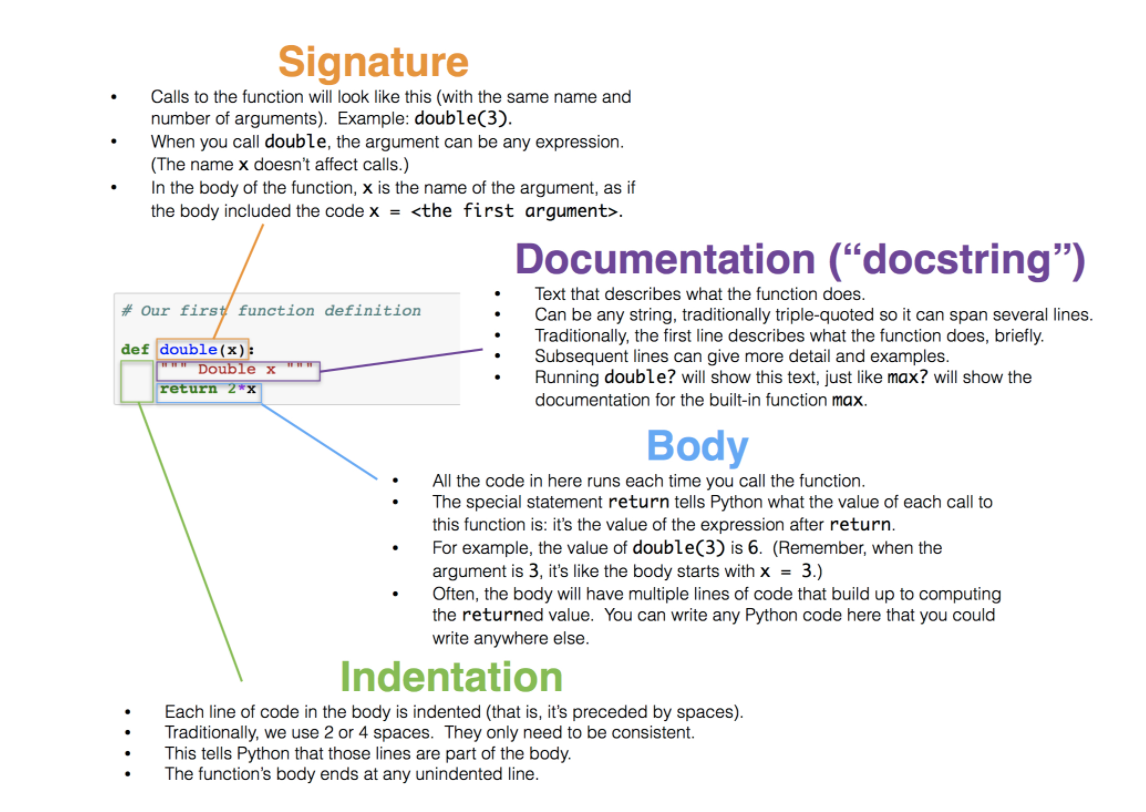 Signature
• Calls to the function will look like this (with the same name and
number of arguments). Example: double(3).
• When you call double, the argument can be any expression.
(The name x doesn't affect calls.)
• In the body of the function, x is the name of the argument, as if
the body included the code x = <the first argument>.
Documentation (“docstring”)
• Text that describes what the function does.
• Can be any string, traditionally triple-quoted so it can span several lines.
• Traditionally, the first line describes what the function does, briefly.
• Subsequent lines can give more detail and examples.
• Running double? will show this text, just like max? will show the
documentation for the built-in function max.
# Our first function definition
def double(x):
""" Double x """
return 2*x
Body
• All the code in here runs each time you call the function.
• The special statement return tells Python what the value of each call to
this function is: it's the value of the expression after return.
• For example, the value of double(3) is 6. (Remember, when the
argument is 3, it's like the body starts with x = 3.)
• Often, the body will have multiple lines of code that build up to computing
the returned value. You can write any Python code here that you could
write anywhere else.
Indentation
• Each line of code in the body is indented (that is, it's preceded by spaces).
• Traditionally, we use 2 or 4 spaces. They only need to be consistent.
• This tells Python that those lines are part of the body.
• The function's body ends at any unindented line.